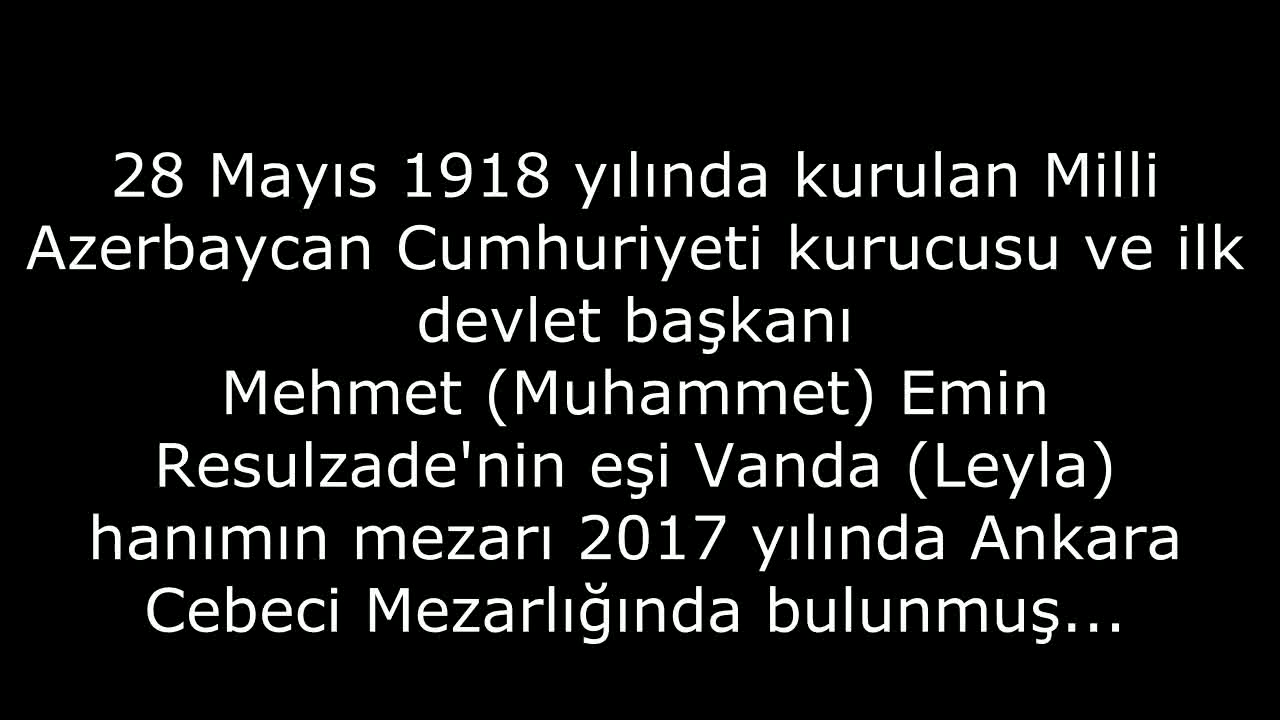 28 Mayıs 1918 yılında kurulan Milli
Azerbaycan Cumhuriyeti kurucusu ve ilk
devlet başkanı
Mehmet (Muhammet) Emin
Resulzade'nin eşi Vanda (Leyla)
hanımın mezarı 2017 yılında Ankara
Cebeci Mezarlığında bulunmuş...